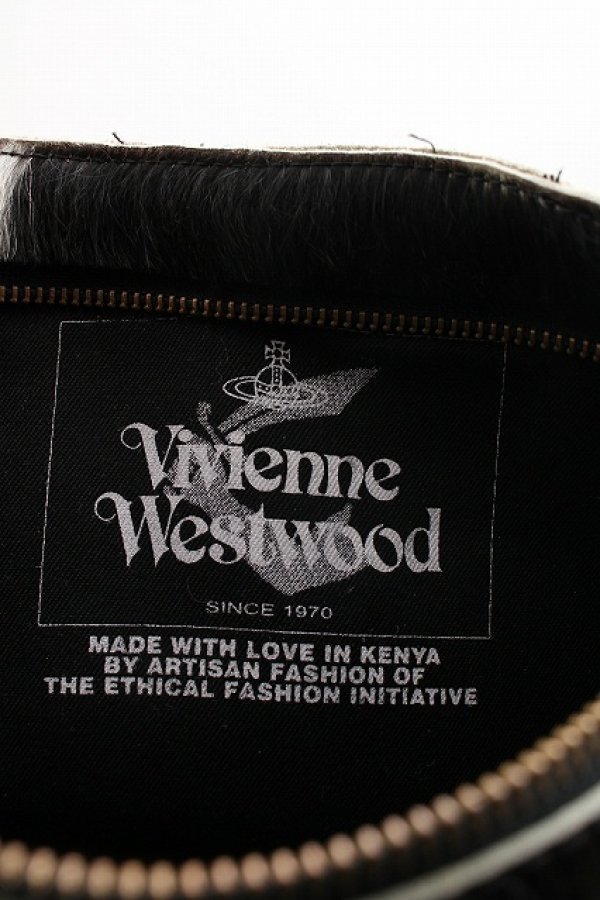 Vivienne
Westwood
SINCE 1970
MADE WITH LOVE IN KENYA
BY ARTISAN FASHION OF
THE ETHICAL FASHION INITIATIVE